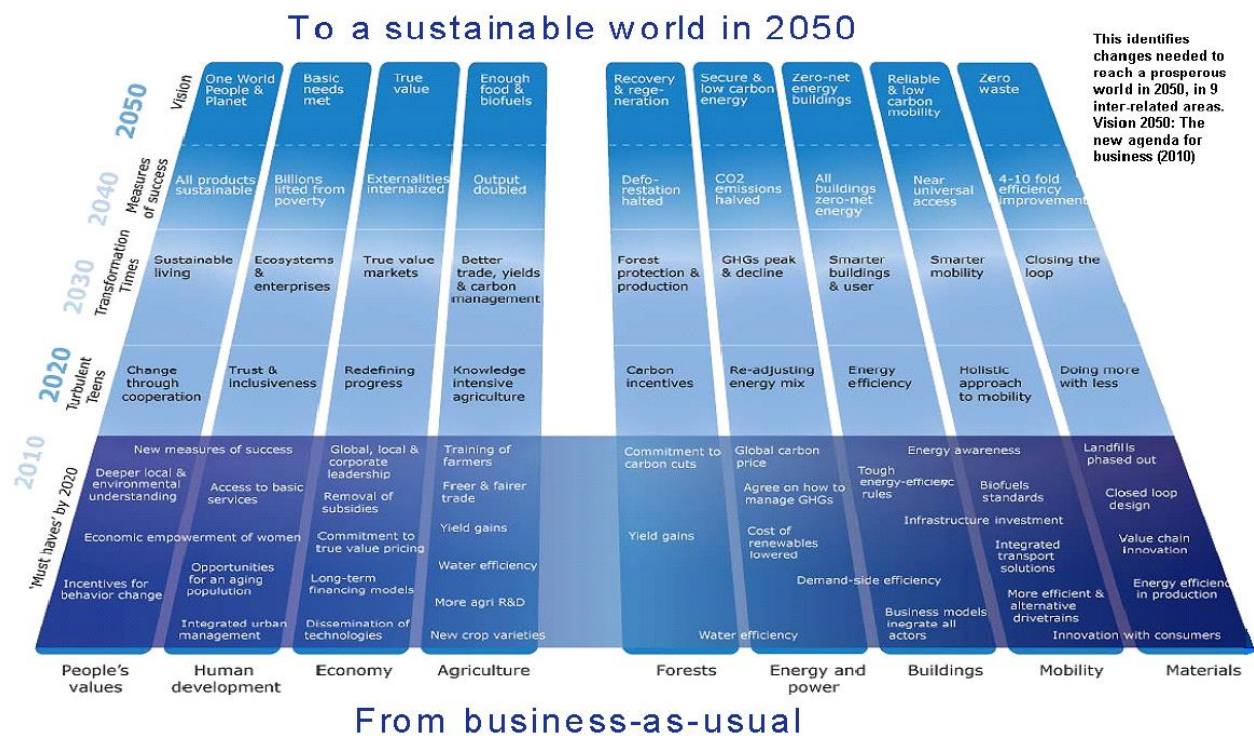 To a sustainable world in 2050
This identifies
changes needed to
reach a prosperous
world in 2050, in 9
inter-related areas.
Vision 2050: The
new agenda for
business (2010)
2050
Vision
One World
People &
Planet
Basic
needs
met
True
value
Enough
food &
biofuels
Recovery
& rege-
neration
Secure &
low carbon
energy
Zero-net
energy
buildings
Reliable
& low
carbon
mobility
Zero
waste
2040
Measures
of success
All products
sustainable
Billions
lifted from
poverty
Externalities
internalized
Output
doubled
Defo-
restation
halted
CO2
emissions
halved
All
buildings
zero-net
energy
Near
universal
access
4-10 fold
efficiency
improvement
2030
Transformation
Times
Sustainable
living
Ecosystems
&
enterprises
True value
markets
Better
trade, yields
& carbon
management
Forest
protection &
production
GHGs peak
& decline
Smarter
buildings
& user
Smarter
mobility
Closing the
loop
2020
Turbulent
Teens
Change
through
cooperation
Trust &
inclusiveness
Redefining
progress
Knowledge
intensive
agriculture
Carbon
incentives
Re-adjusting
energy mix
Energy
efficiency
Holistic
approach
to mobility
Doing more
with less
2010
'Must haves' by 2020
New measures of success
Deeper local &
environmental
understanding
Access to basic
services
Economic empowerment of women
Incentives for
behavior change
Opportunities
for an aging
population
Integrated urban
management
Global, local &
corporate
leadership
Removal of
subsidies
Commitment to
true value pricing
Long-term
financing models
Dissemination of
technologies
Training of
farmers
Freer & fairer
trade
Yield gains
Water efficiency
More agri R&D
New crop varieties
Commitment to
carbon cuts
Yield gains
Water efficiency
Global carbon
price
Agree on how to
manage GHGs
Cost of
renewables
lowered
Demand-side efficiency
Energy awareness
Tough
energy-efficiency
rules
Infrastructure investment
Business models
inegrate all
actors
Biofuels
standards
Integrated
transport
solutions
More efficient &
alternative
drivetrains
Landfills
phased out
Closed loop
design
Value chain
innovation
Energy efficienc
in production
Innovation with consumers
People's
values
Human
development
Economy
Agriculture
Forests
Energy and
power
Buildings
Mobility
Materials
From business-as-usual